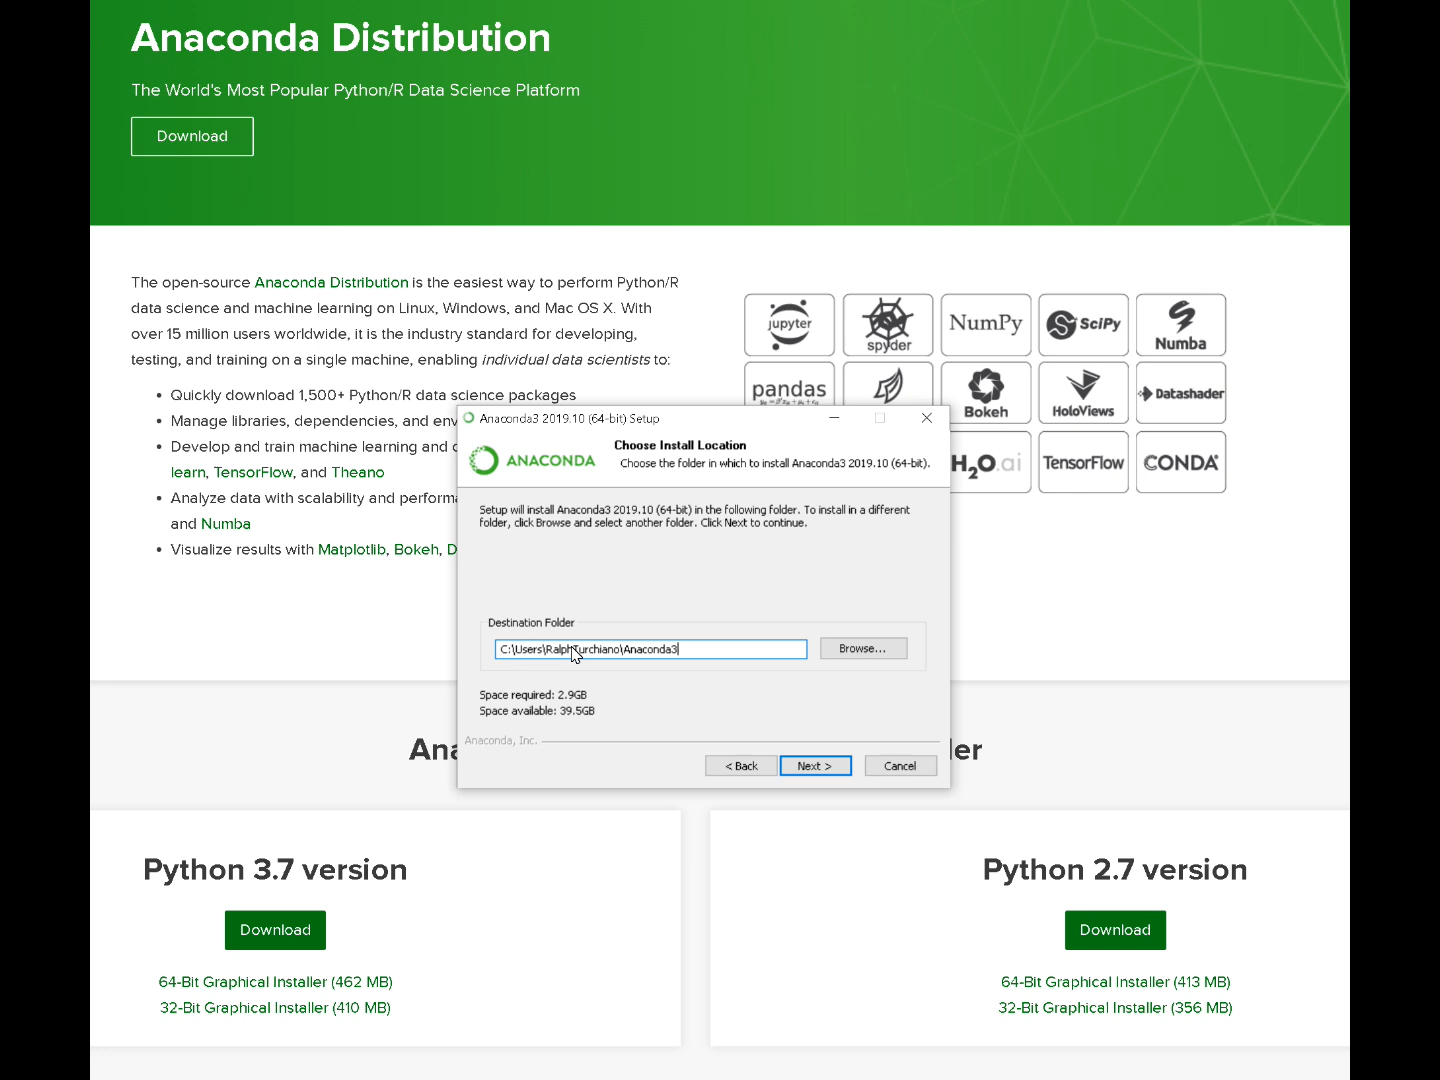 Anaconda Distribution
The World's Most Popular Python/R Data Science Platform
Download
The open-source Anaconda Distribution is the easiest way to perform Python/R
data science and machine learning on Linux, Windows, and Mac OS X. With
over 15 million users worldwide, it is the industry standard for developing,
testing, and training on a single machine, enabling individual data scientists to:
• Quickly download 1,500+ Python/R data science packages
• Manage libraries, dependencies, and env
• Develop and train machine learning and
learn, TensorFlow, and Theano
• Analyze data with scalability and performa
and Numba
• Visualize results with Matplotlib, Bokeh, D
jupyter
spyder
NumPy
SciPy
Numba
pandas
Bokeh
HoloViews
Datashader
H2O.ai
TensorFlow
CONDA
Anaconda3 2019.10 (64-bit) Setup
ANACONDA
Choose Install Location
Choose the folder in which to install Anaconda3 2019.10 (64-bit).
Setup will install Anaconda3 2019.10 (64-bit) in the following folder. To install in a different
folder, click Browse and select another folder. Click Next to continue.
Destination Folder
C:\Users\RalphTurchiano\Anaconda3
Browse...
Space required: 2.9GB
Space available: 39.5GB
Anaconda, Inc.
< Back
Next >
Cancel
Ana
ler
Python 3.7 version
Download
64-Bit Graphical Installer (462 MB)
32-Bit Graphical Installer (410 MB)
Python 2.7 version
Download
64-Bit Graphical Installer (413 MB)
32-Bit Graphical Installer (356 MB)